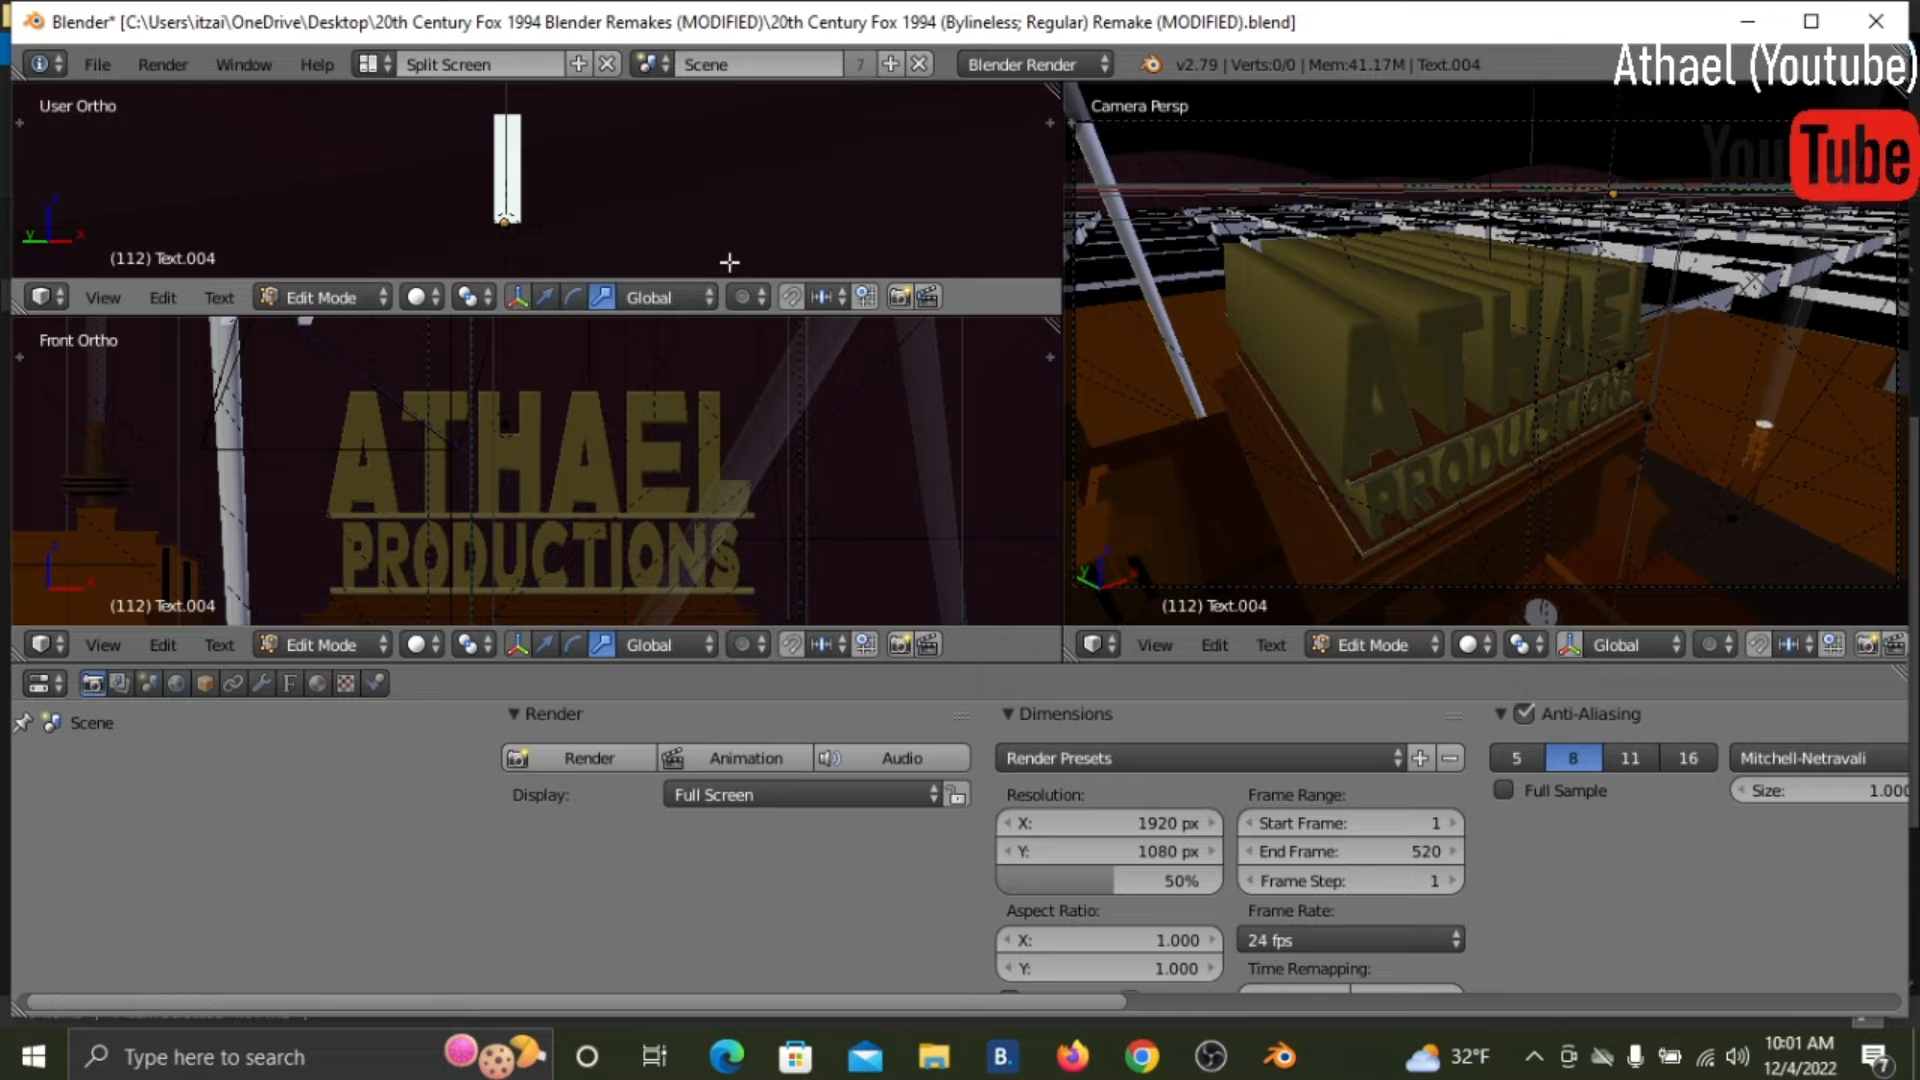 Blender* [C:\Users\itzai\OneDrive\Desktop\20th Century Fox 1994 Blender Remakes (MODIFIED)\20th Century Fox 1994 (Bylineless; Regular) Remake (MODIFIED).blend]
File Render Window Help Split Screen Scene 7 Blender Render v2.79 | Verts:0/0 | Mem:41.17M | Text.004
Athael (Youtube)
YouTube
User Ortho
(112) Text.004
View Edit Text Edit Mode Global
Front Ortho
ATHAEL
PRODUCTIONS
(112) Text.004
View Edit Text Edit Mode Global
Camera Persp
ATHAEL
PRODUCTIONS
(112) Text.004
View Edit Text Edit Mode Global
Scene
Render
Render Animation Audio
Display: Full Screen
Dimensions
Render Presets
Resolution:
X: 1920 px
Y: 1080 px
50%
Aspect Ratio:
X: 1.000
Y: 1.000
Frame Range:
Start Frame: 1
End Frame: 520
Frame Step: 1
Frame Rate:
24 fps
Time Remapping:
Anti-Aliasing
5 8 11 16 Mitchell-Netravali
Full Sample Size: 1.000
Type here to search
B.
32°F
10:01 AM
12/4/2022
7